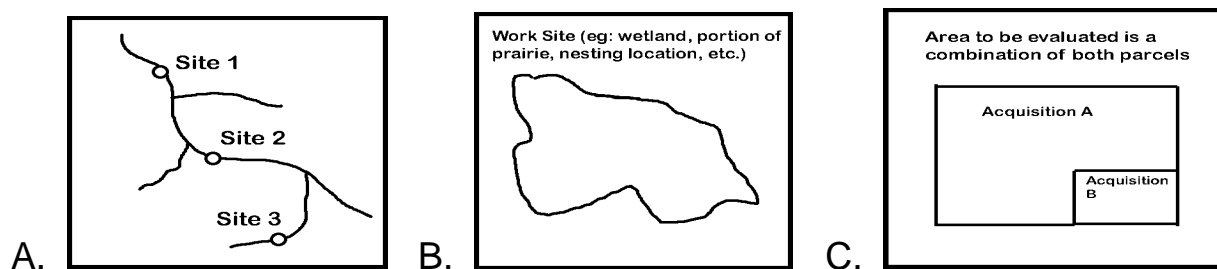 A.
Site 1
Site 2
Site 3
B.
Work Site (eg: wetland, portion of
prairie, nesting location, etc.)
C.
Area to be evaluated is a
combination of both parcels
Acquisition A
Acquisition
B